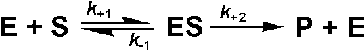 E + S k+1 k-1 ES k+2 P + E